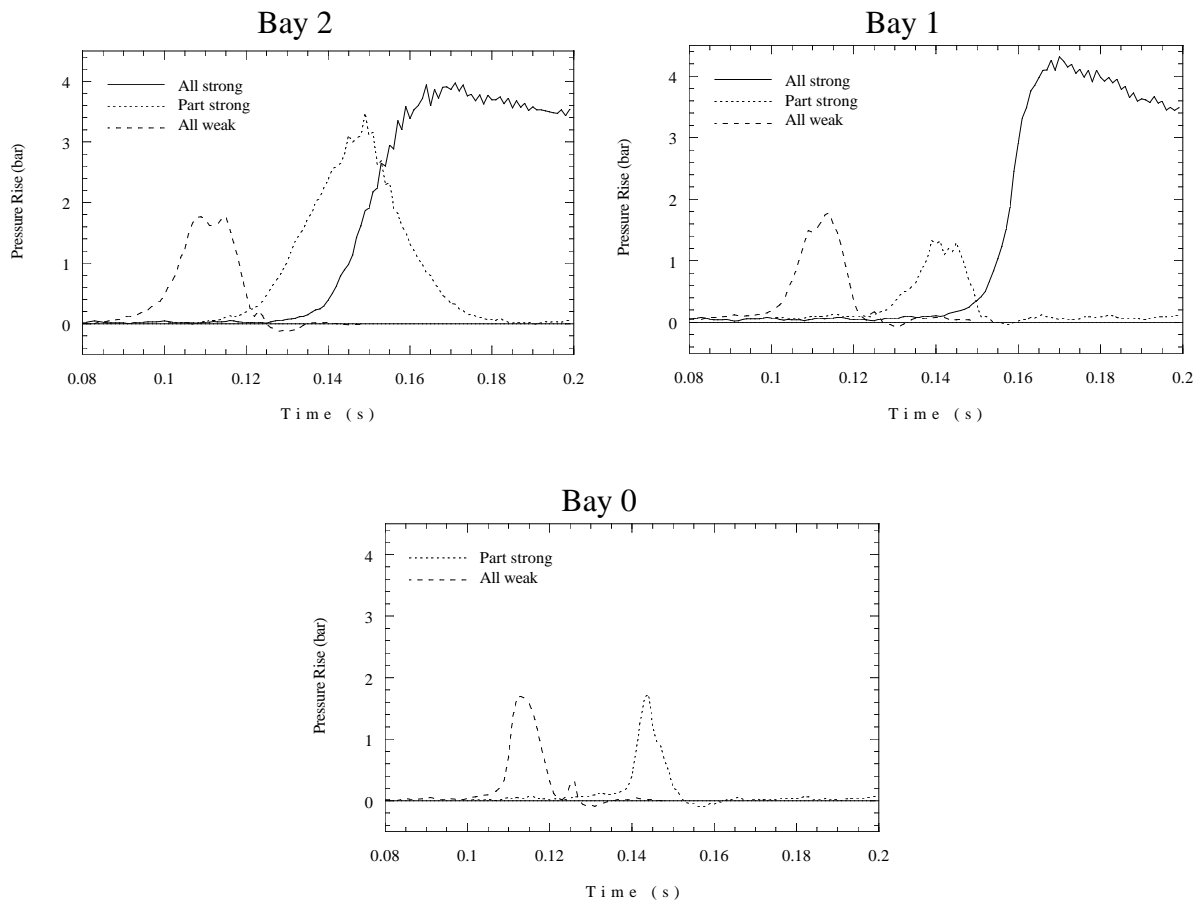 Bay 2
4
3
2
1
0
Pressure Rise (bar)
All strong
Part strong
All weak
0.08 0.1 0.12 0.14 0.16 0.18 0.2
Time (s)
Bay 1
4
3
2
1
0
Pressure Rise (bar)
All strong
Part strong
All weak
0.08 0.1 0.12 0.14 0.16 0.18 0.2
Time (s)
Bay 0
4
3
2
1
0
Pressure Rise (bar)
Part strong
All weak
0.08 0.1 0.12 0.14 0.16 0.18 0.2
Time (s)